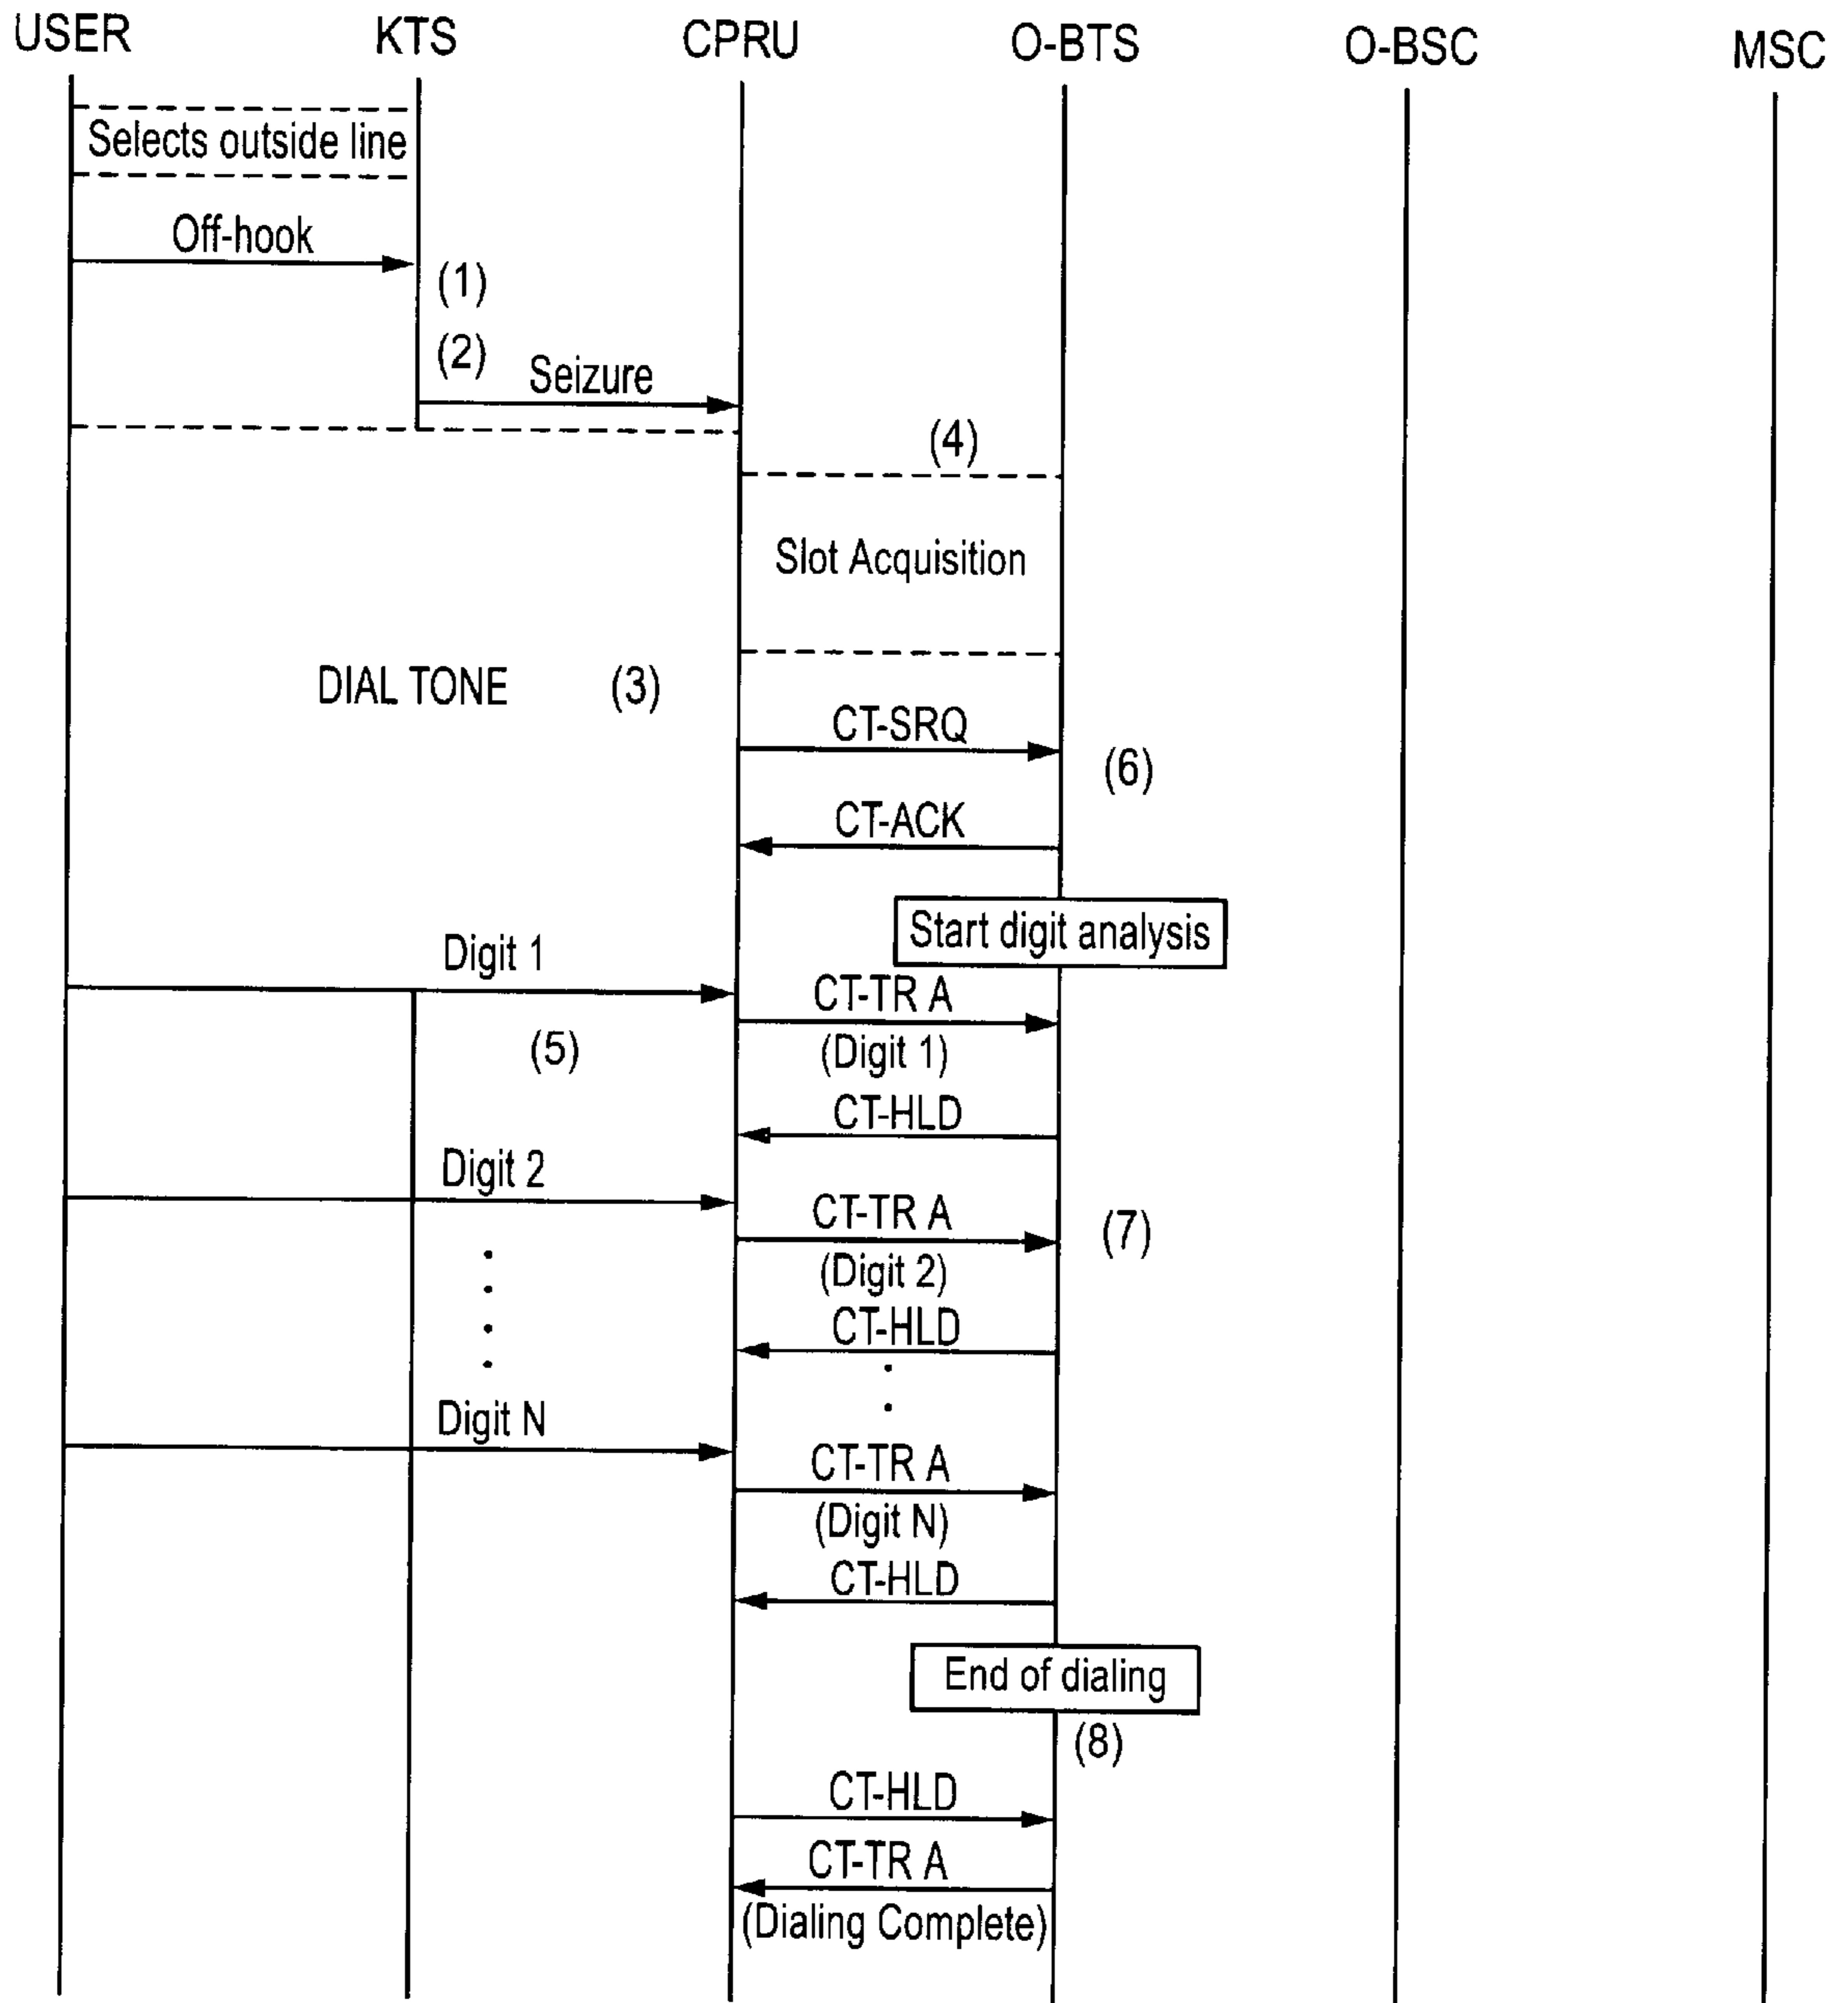 USER KTS CPRU O-BTS O-BSC MSC
Selects outside line
Off-hook
(1)
(2)
Seizure
(4)
Slot Acquisition
DIAL TONE (3)
CT-SRQ
(6)
CT-ACK
Start digit analysis
Digit 1
CT-TR A
(5)
(Digit 1)
CT-HLD
Digit 2
CT-TR A
(7)
(Digit 2)
CT-HLD
Digit N
CT-TR A
(Digit N)
CT-HLD
End of dialing
(8)
CT-HLD
CT-TR A
(Dialing Complete)